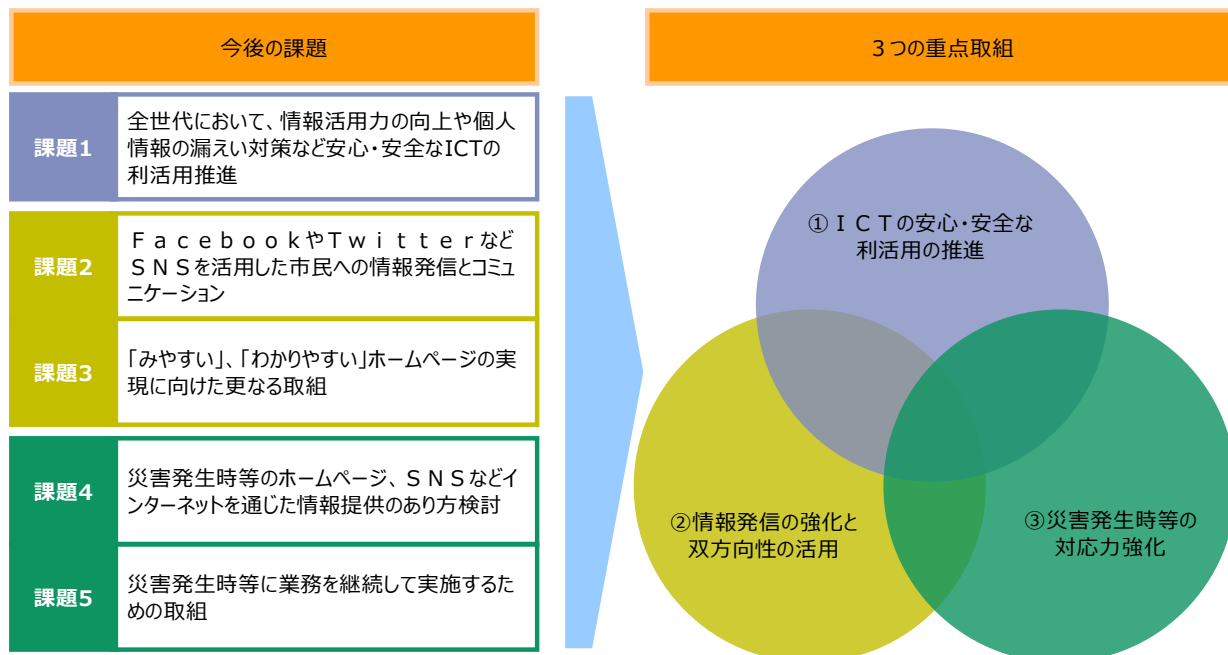 今後の課題
３つの重点取組
課題1
全世代において、情報活用力の向上や個人
情報の漏えい対策など安心・安全なICTの
利活用推進
課題2
ＦａｃｅｂｏｏｋやＴｗｉｔｔｅｒなど
ＳＮＳを活用した市民への情報発信とコミュ
ニケーション
課題3
「みやすい」、「わかりやすい」ホームページの実
現に向けた更なる取組
課題4
災害発生時等のホームページ、ＳＮＳなどイ
ンターネットを通じた情報提供のあり方検討
課題5
災害発生時等に業務を継続して実施するた
めの取組
①ＩＣＴの安心・安全な
利活用の推進
②情報発信の強化と
双方向性の活用
③災害発生時等の
対応力強化